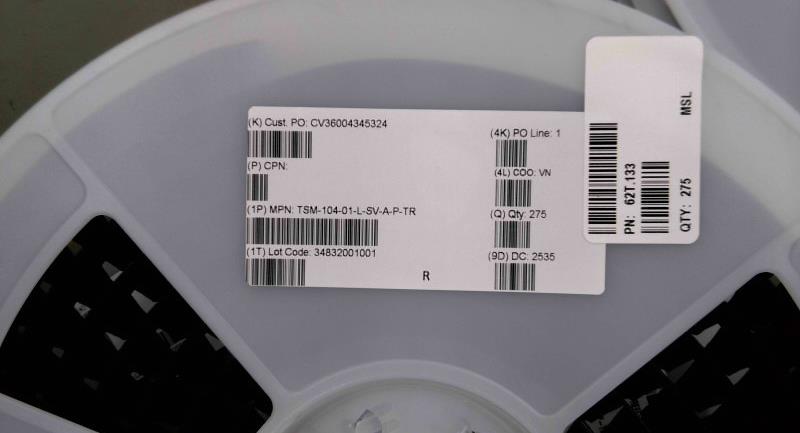 (K) Cust. PO: CV36004345324
(4K) PO Line: 1
(P) CPN:
(4L) COO: VN
(1P) MPN: TSM-104-01-L-SV-A-P-TR
(Q) Qty: 275
(1T) Lot Code: 34832001001
(9D) DC: 2535
R
PN: 62T.133
QTY: 275
MSL